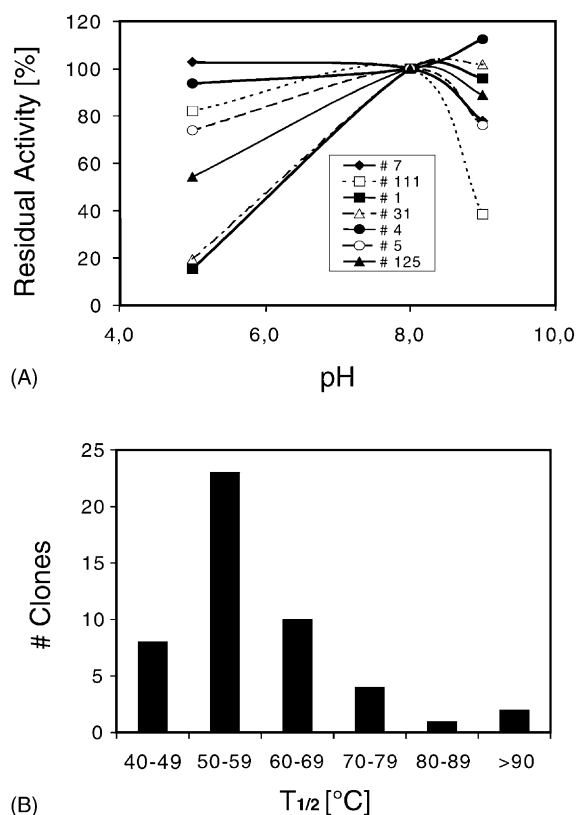 120
100
80
60
40
20
0
Residual Activity [%]
# 7
# 111
# 1
# 31
# 4
# 5
# 125
4,0 6,0 8,0 10,0
pH
(A)
25
20
15
10
5
0
# Clones
40-49 50-59 60-69 70-79 80-89 >90
T1/2 [°C]
(B)